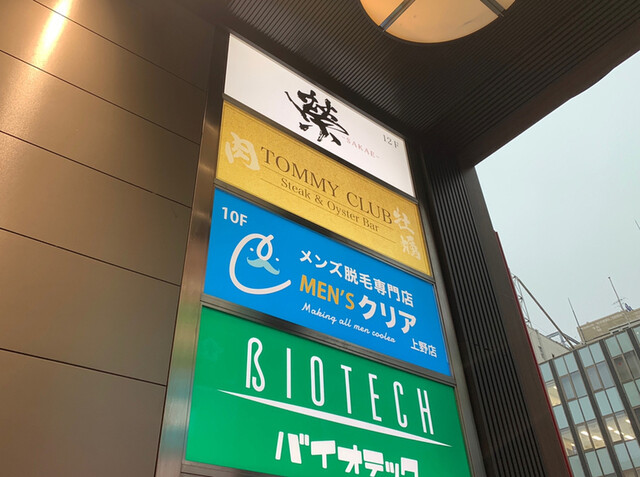 榮
-SAKAE-
12F
肉
TOMMY CLUB
Steak & Oyster Bar
牡蠣
10F
メンズ脱毛専門店
MEN'S クリア
Making all men cooler
上野店
BIOTECH
バイオテック